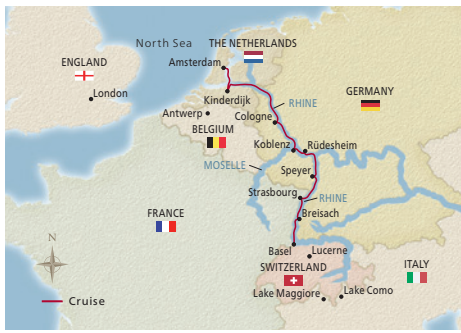 North Sea
THE NETHERLANDS
Amsterdam
ENGLAND
London
Kinderdijk
RHINE
GERMANY
Antwerp
Cologne
BELGIUM
Koblenz
Rüdesheim
MOSELLE
Speyer
Strasbourg
RHINE
FRANCE
Breisach
N
Basel
Lucerne
SWITZERLAND
ITALY
Lake Maggiore
Lake Como
Cruise